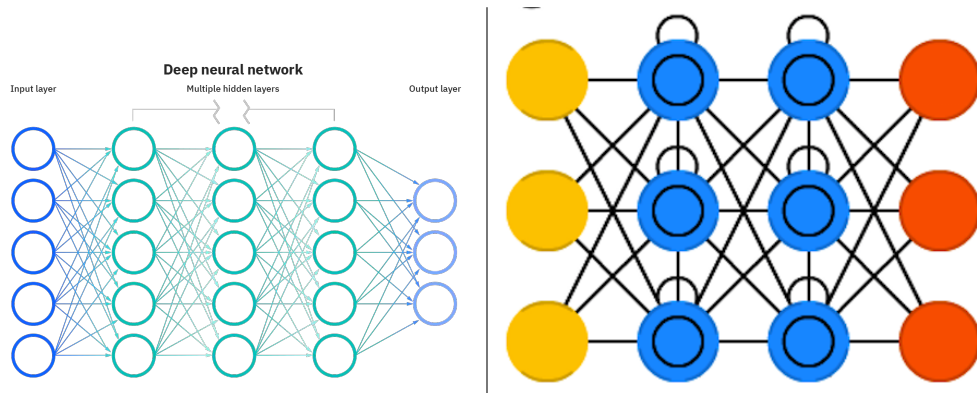 Deep neural network
Input layer
Multiple hidden layers
Output layer